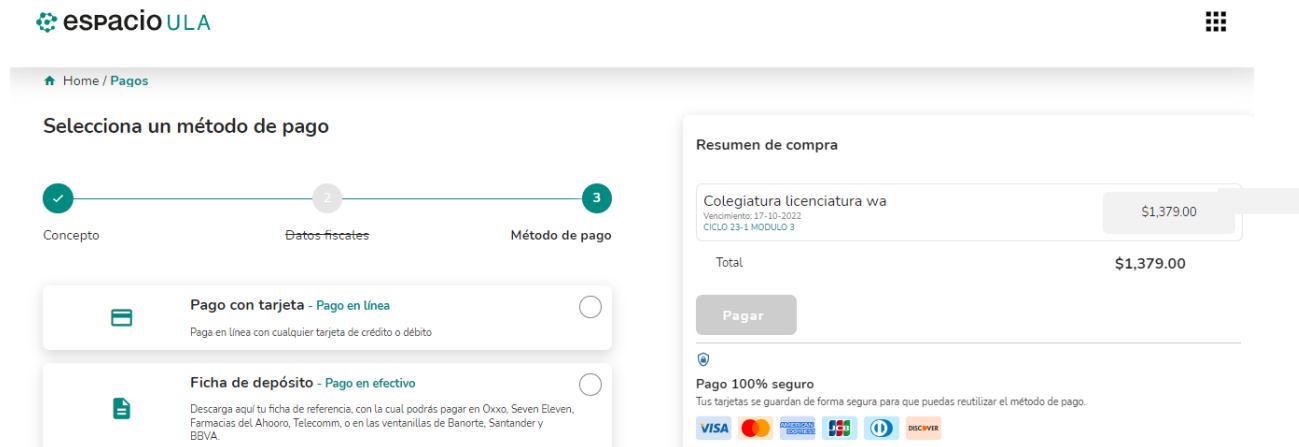 espacio ULA
Home / Pagos
Selecciona un método de pago
2
3
Concepto
Datos fiscales
Método de pago
Pago con tarjeta - Pago en línea
Paga en línea con cualquier tarjeta de crédito o débito
Ficha de depósito - Pago en efectivo
Descarga aquí tu ficha de referencia, con la cual podrás pagar en Oxxo, Seven Eleven,
Farmacias del Ahooro, Telecomm, o en las ventanillas de Banorte, Santander y
BBVA.
Resumen de compra
Colegiatura licenciatura wa
Vencimiento: 17-10-2022
CICLO 23-1 MODULO 3
$1,379.00
Total
$1,379.00
Pagar
Pago 100% seguro
Tus tarjetas se guardan de forma segura para que puedas reutilizar el método de pago.
VISA
AMERICAN
EXPRESS
JCB
DISCOVER